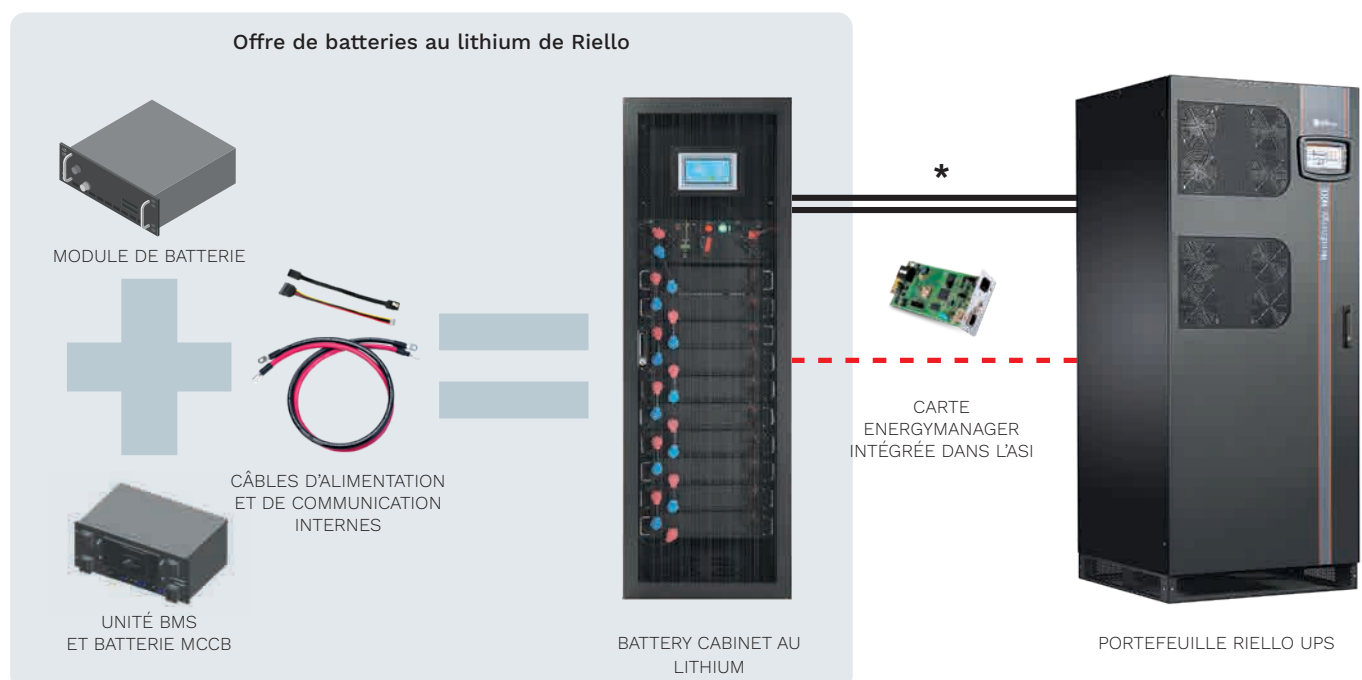 Offre de batteries au lithium de Riello
MODULE DE BATTERIE
CÂBLES D'ALIMENTATION
ET DE COMMUNICATION
INTERNES
UNITÉ BMS
ET BATTERIE MCCB
BATTERY CABINET AU
LITHIUM
*
CARTE
ENERGYMANAGER
INTÉGRÉE DANS L'ASI
PORTEFEUILLE RIELLO UPS